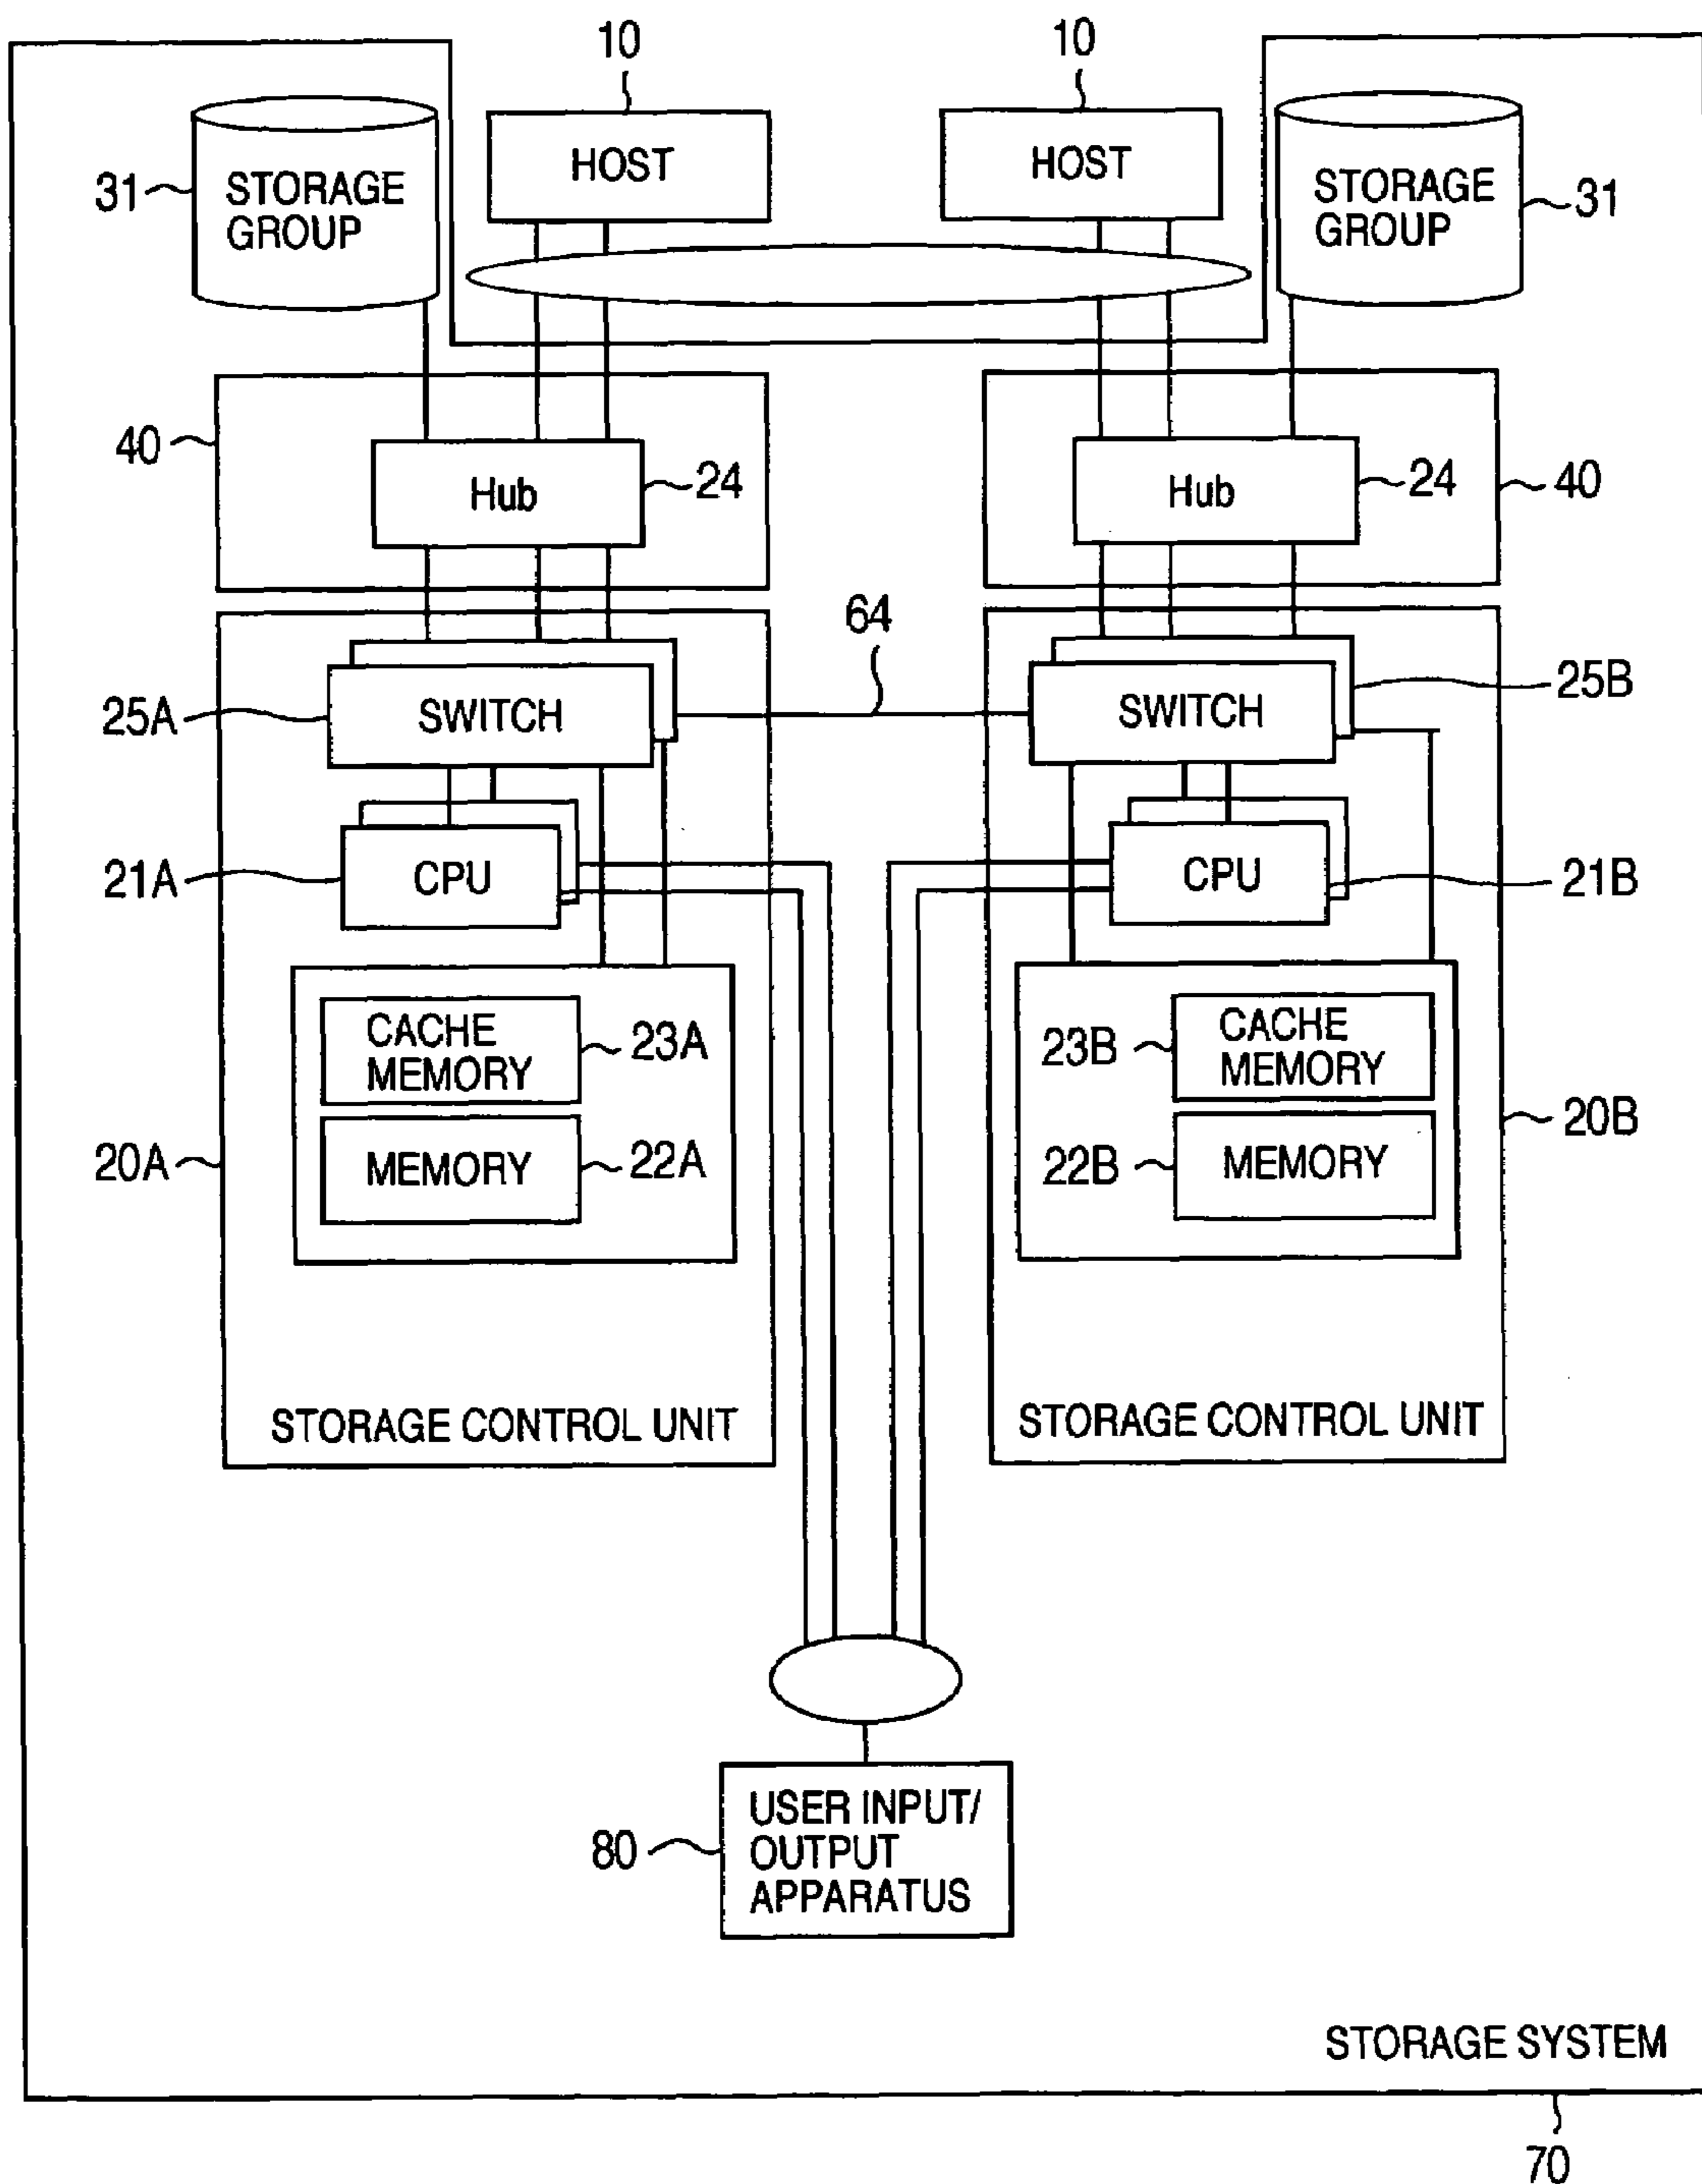 10
10
HOST
HOST
31
STORAGE
GROUP
STORAGE
GROUP
31
40
Hub
24
Hub
24
40
64
25A
SWITCH
SWITCH
25B
21A
CPU
CPU
21B
CACHE
MEMORY
23A
23B
CACHE
MEMORY
20A
MEMORY
22A
22B
MEMORY
20B
STORAGE CONTROL UNIT
STORAGE CONTROL UNIT
80
USER INPUT/
OUTPUT
APPARATUS
STORAGE SYSTEM
70